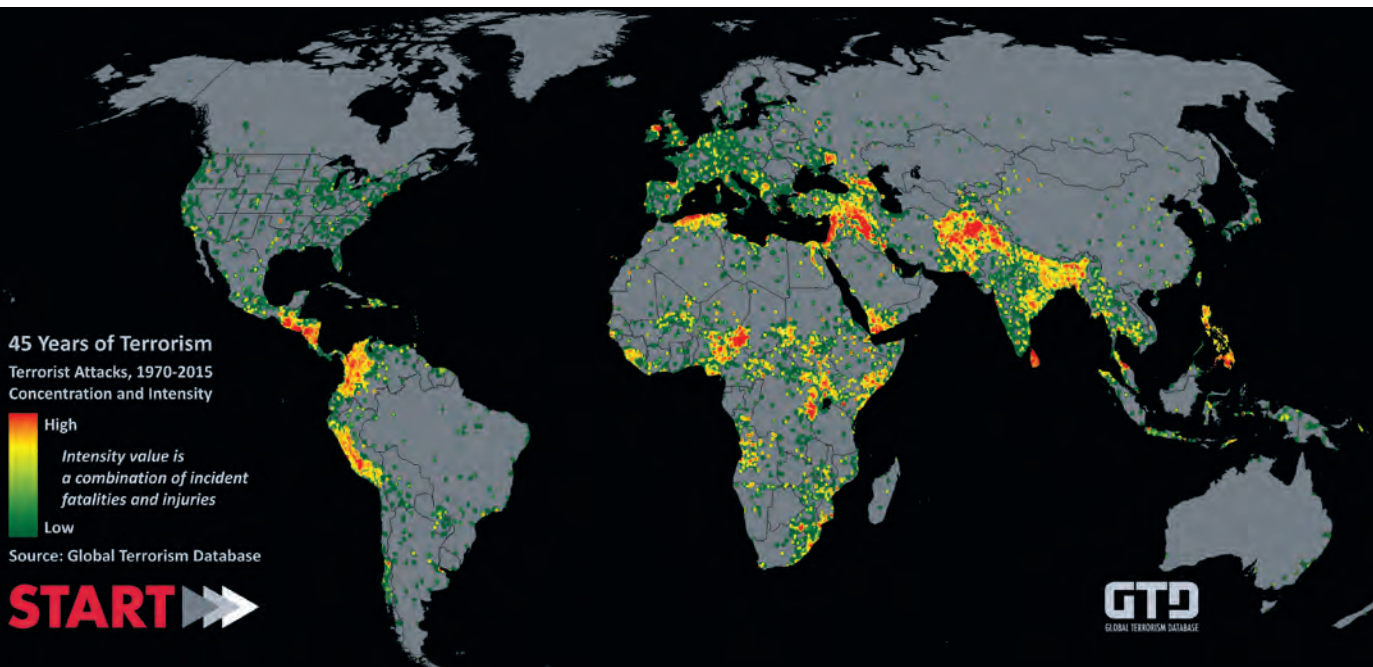 45 Years of Terrorism
Terrorist Attacks, 1970-2015
Concentration and Intensity
High
Intensity value is
a combination of incident
fatalities and injuries
Low
Source: Global Terrorism Database
START
GTD
GLOBAL TERRORISM DATABASE